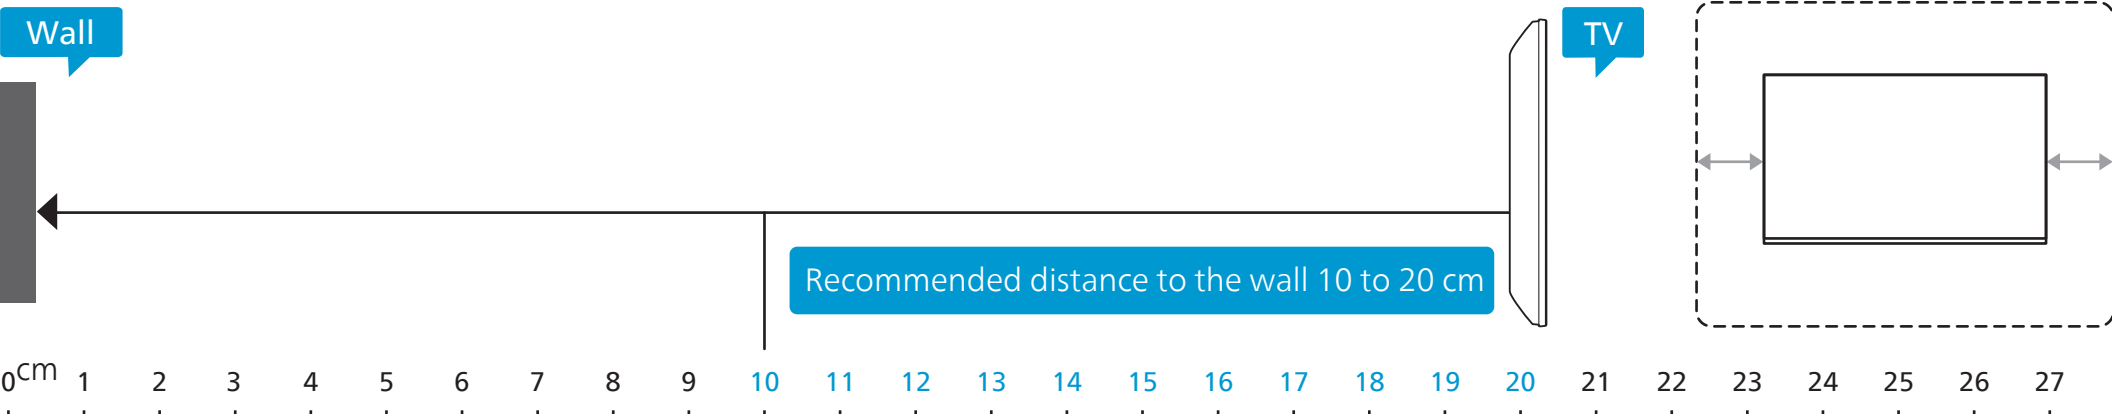 Wall
TV
Recommended distance to the wall 10 to 20 cm
0cm 1 2 3 4 5 6 7 8 9 10 11 12 13 14 15 16 17 18 19 20 21 22 23 24 25 26 27